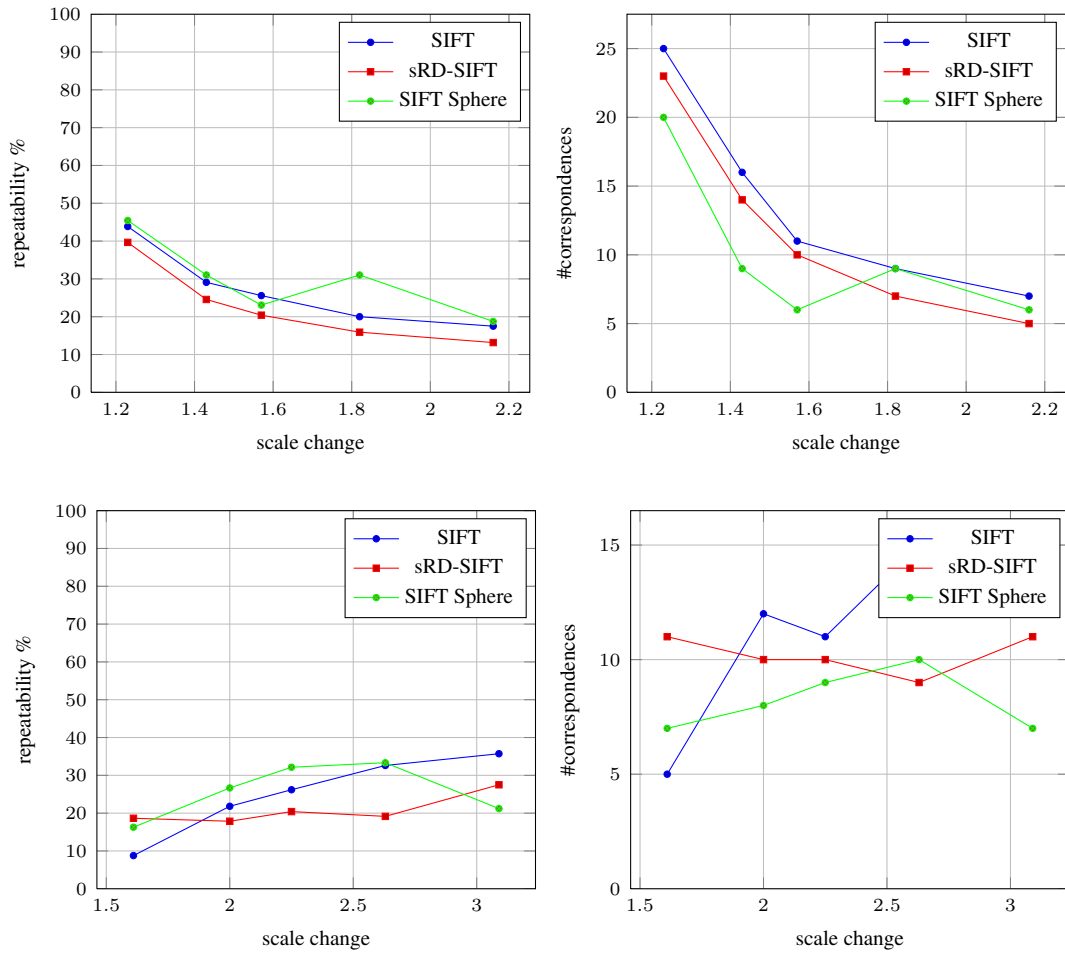 100
90
80
70
60
50
40
30
20
10
0
repeatability %
SIFT
sRD-SIFT
SIFT Sphere
1.2 1.4 1.6 1.8 2 2.2
scale change
25
20
15
10
5
0
#correspondences
SIFT
sRD-SIFT
SIFT Sphere
1.2 1.4 1.6 1.8 2 2.2
scale change
100
90
80
70
60
50
40
30
20
10
0
repeatability %
SIFT
sRD-SIFT
SIFT Sphere
1.5 2 2.5 3
scale change
15
10
5
0
#correspondences
SIFT
sRD-SIFT
SIFT Sphere
1.5 2 2.5 3
scale change